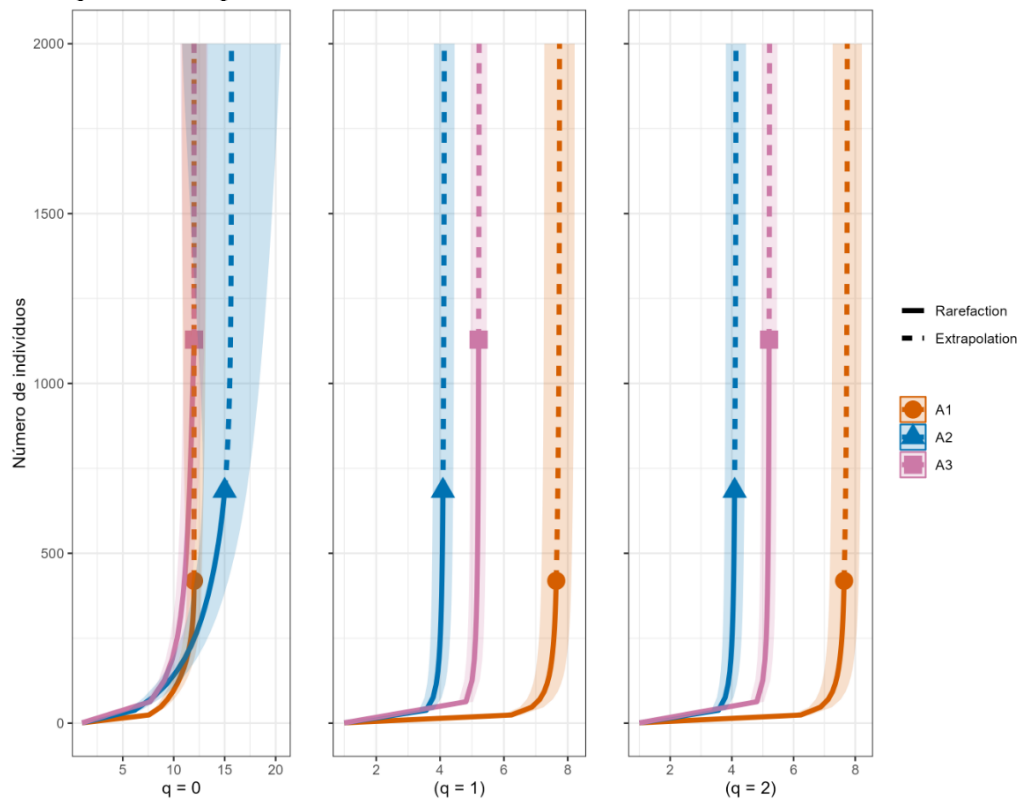 Número de indivíduos
2000
1500
1000
500
0
5
10
15
20
q = 0
2
4
6
8
(q = 1)
2
4
6
8
(q = 2)
Rarefaction
Extrapolation
A1
A2
A3